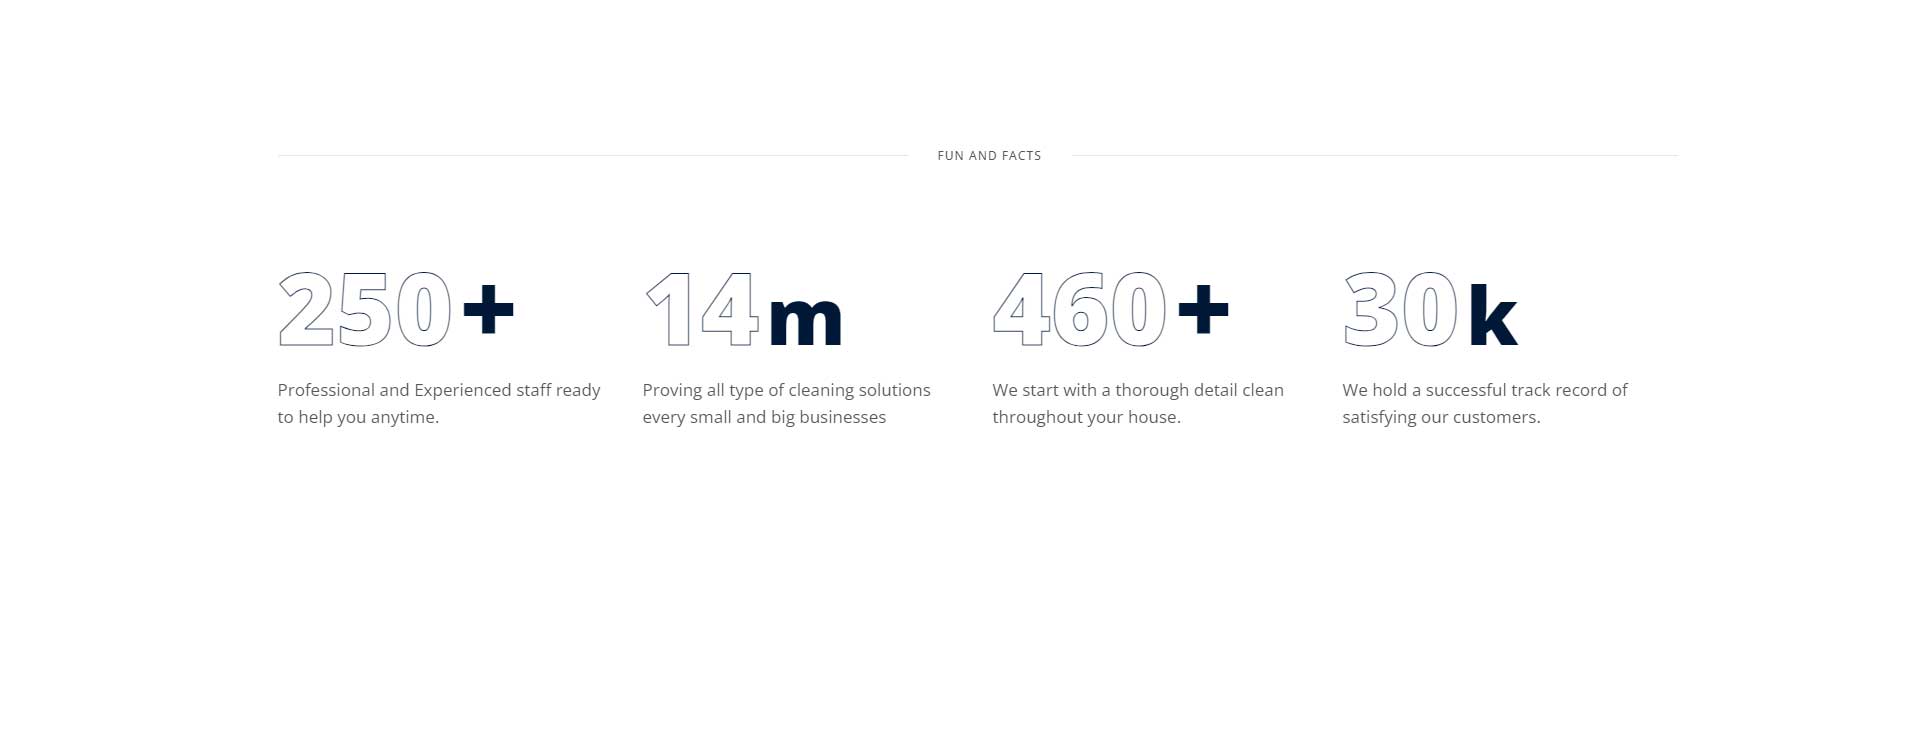 FUN AND FACTS
250+
14m
460+
30k
Professional and Experienced staff ready
to help you anytime.
Proving all type of cleaning solutions
every small and big businesses
We start with a thorough detail clean
throughout your house.
We hold a successful track record of
satisfying our customers.